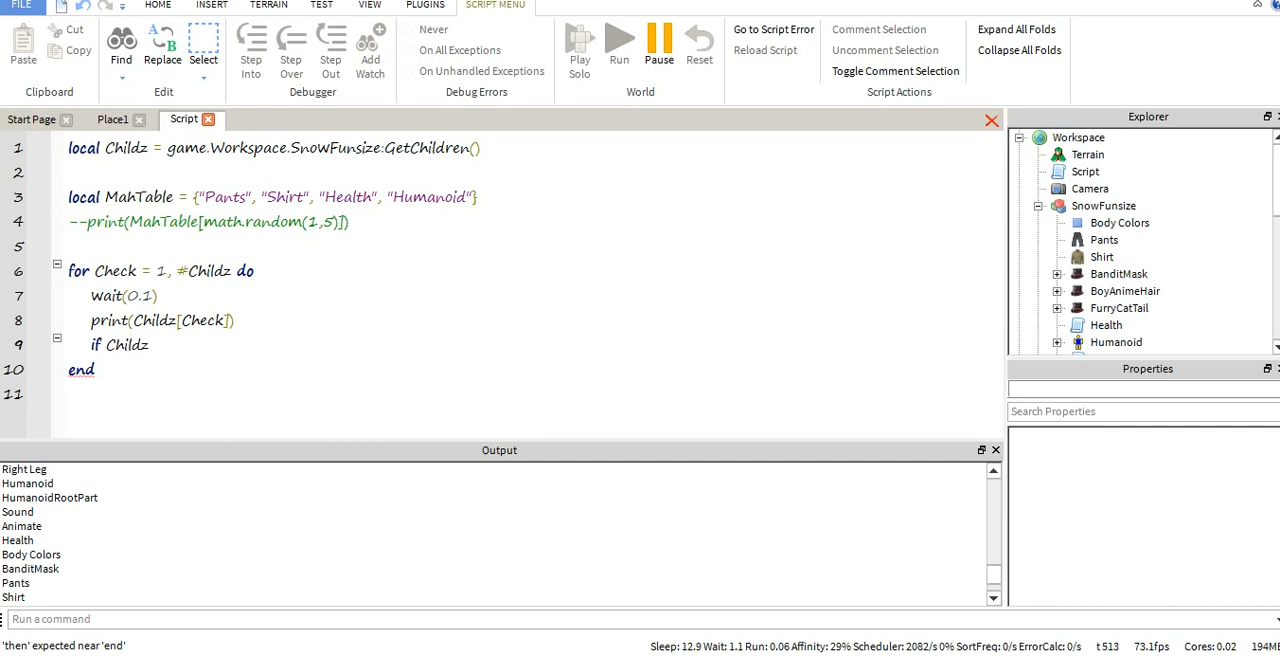 FILE HOME INSERT TERRAIN TEST VIEW PLUGINS SCRIPT MENU
Paste
Cut
Copy
Clipboard
Find
Replace
Select
Edit
Step Into
Step Over
Step Out
Add Watch
Debugger
Never
On All Exceptions
On Unhandled Exceptions
Debug Errors
Play Solo
Run
Pause
Reset
World
Go to Script Error
Reload Script
Comment Selection
Uncomment Selection
Toggle Comment Selection
Expand All Folds
Collapse All Folds
Script Actions
Start Page Place1 Script
1 local Childz = game.Workspace.SnowFunsize:GetChildren()
2
3 local MahTable = {"Pants", "Shirt", "Health", "Humanoid"}
4 --print(MahTable[math.random(1,5)])
5
6 for Check = 1, #Childz do
7 wait(0.1)
8 print(Childz[Check])
9 if Childz
10 end
11
Explorer
Workspace
Terrain
Script
Camera
SnowFunsize
Body Colors
Pants
Shirt
BanditMask
BoyAnimeHair
FurryCatTail
Health
Humanoid
Properties
Search Properties
Output
Right Leg
Humanoid
HumanoidRootPart
Sound
Animate
Health
Body Colors
BanditMask
Pants
Shirt
Run a command
'then' expected near 'end'
Sleep: 12.9 Wait: 1.1 Run: 0.06 Affinity: 29% Scheduler: 2082/s 0% SortFreq: 0/s ErrorCalc: 0/s t 513 73.1fps Cores: 0.02 194ME